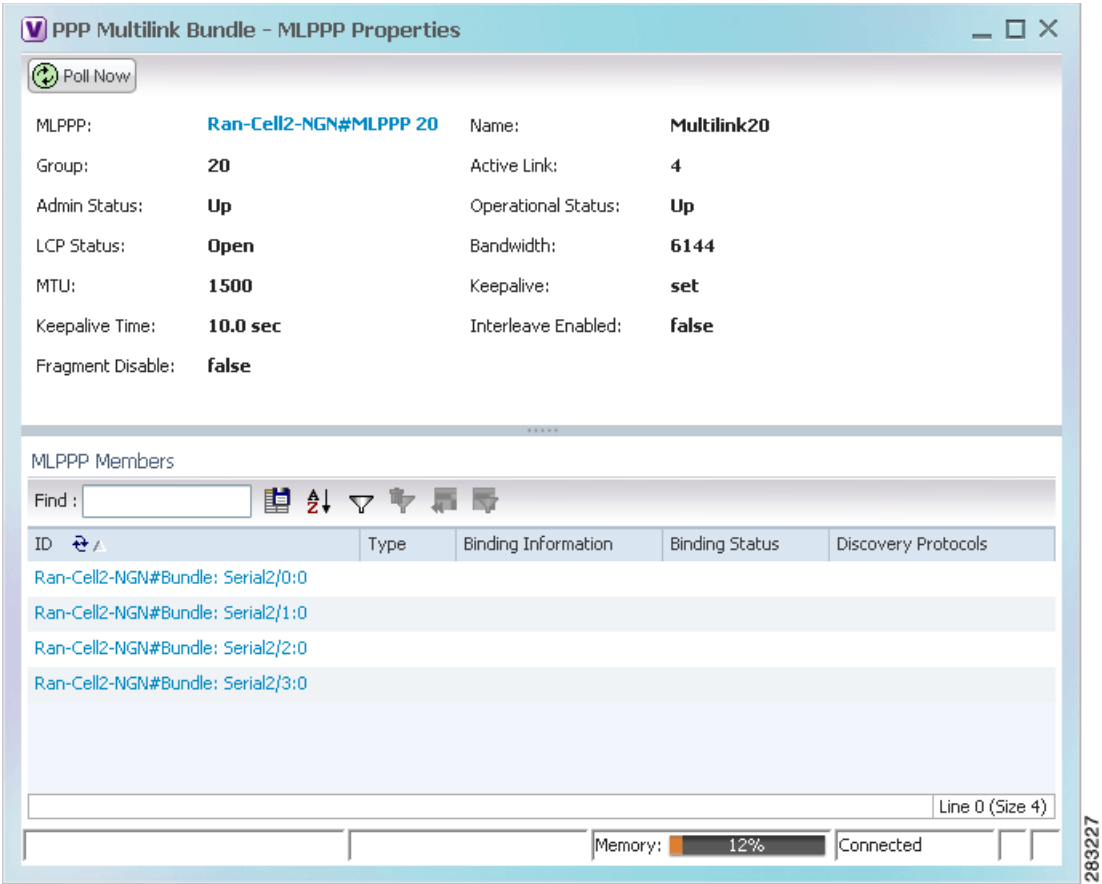 PPP Multilink Bundle - MLPPP Properties
Poll Now
MLPPP: Ran-Cell2-NGN#MLPPP 20 Name: Multilink20
Group: 20 Active Link: 4
Admin Status: Up Operational Status: Up
LCP Status: Open Bandwidth: 6144
MTU: 1500 Keepalive: set
Keepalive Time: 10.0 sec Interleave Enabled: false
Fragment Disable: false
MLPPP Members
Find :
ID Type Binding Information Binding Status Discovery Protocols
Ran-Cell2-NGN#Bundle: Serial2/0:0
Ran-Cell2-NGN#Bundle: Serial2/1:0
Ran-Cell2-NGN#Bundle: Serial2/2:0
Ran-Cell2-NGN#Bundle: Serial2/3:0
Line 0 (Size 4)
Memory: 12% Connected
283227